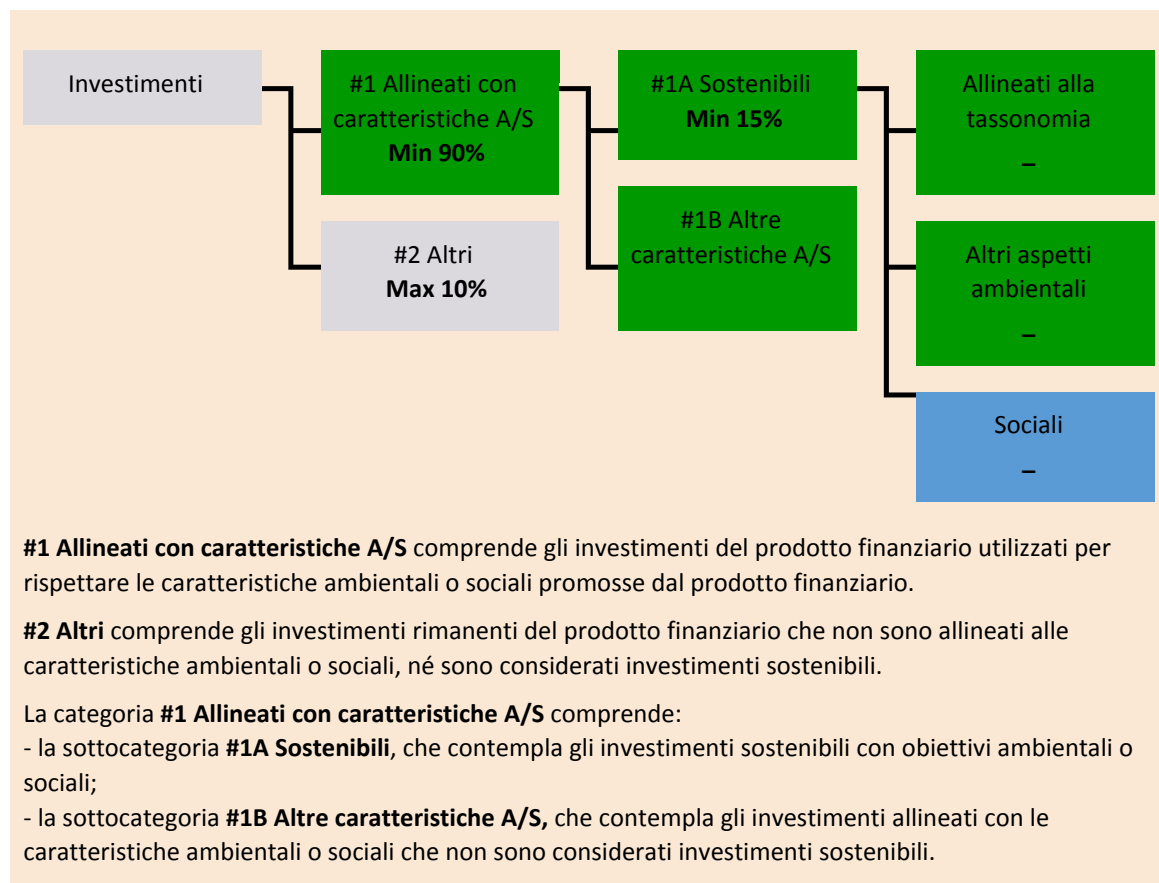 Investimenti
#1 Allineati con
caratteristiche A/S
Min 90%
#2 Altri
Max 10%
#1A Sostenibili
Min 15%
#1B Altre
caratteristiche A/S
Allineati alla
tassonomia
–
Altri aspetti
ambientali
–
Sociali
–
#1 Allineati con caratteristiche A/S comprende gli investimenti del prodotto finanziario utilizzati per
rispettare le caratteristiche ambientali o sociali promosse dal prodotto finanziario.
#2 Altri comprende gli investimenti rimanenti del prodotto finanziario che non sono allineati alle
caratteristiche ambientali o sociali, né sono considerati investimenti sostenibili.
La categoria #1 Allineati con caratteristiche A/S comprende:
- la sottocategoria #1A Sostenibili, che contempla gli investimenti sostenibili con obiettivi ambientali o
sociali;
- la sottocategoria #1B Altre caratteristiche A/S, che contempla gli investimenti allineati con le
caratteristiche ambientali o sociali che non sono considerati investimenti sostenibili.